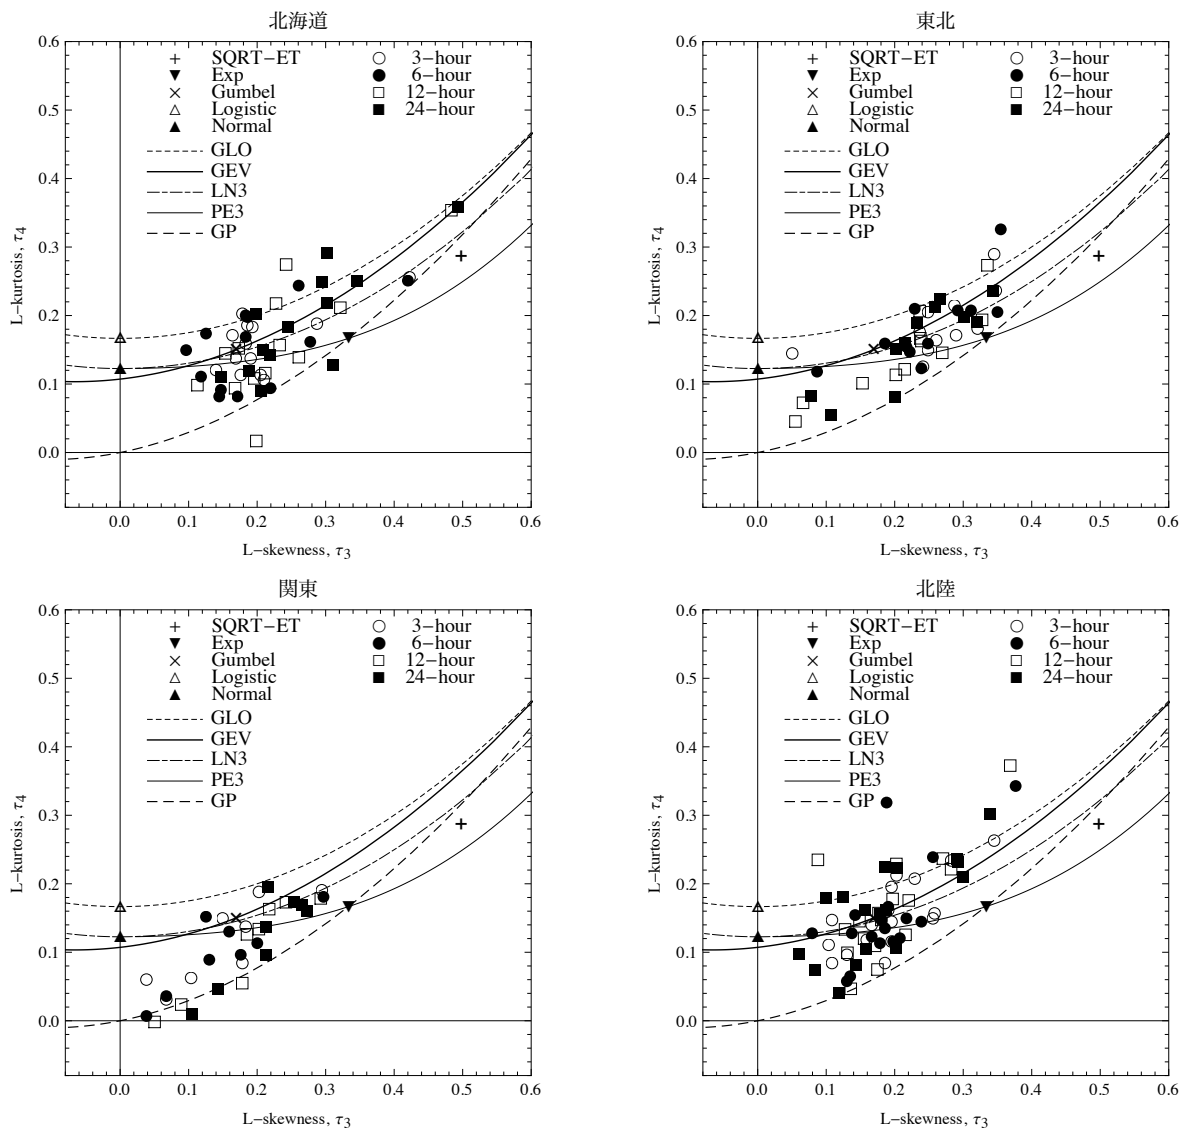 北海道
0.6
0.5
0.4
0.3
0.2
0.1
0.0
L−kurtosis, τ4
SQRT−ET
Exp
Gumbel
Logistic
Normal
3−hour
6−hour
12−hour
24−hour
GLO
GEV
LN3
PE3
GP
0.0 0.1 0.2 0.3 0.4 0.5 0.6
L−skewness, τ3
東北
0.6
0.5
0.4
0.3
0.2
0.1
0.0
L−kurtosis, τ4
SQRT−ET
Exp
Gumbel
Logistic
Normal
3−hour
6−hour
12−hour
24−hour
GLO
GEV
LN3
PE3
GP
0.0 0.1 0.2 0.3 0.4 0.5 0.6
L−skewness, τ3
関東
0.6
0.5
0.4
0.3
0.2
0.1
0.0
L−kurtosis, τ4
SQRT−ET
Exp
Gumbel
Logistic
Normal
3−hour
6−hour
12−hour
24−hour
GLO
GEV
LN3
PE3
GP
0.0 0.1 0.2 0.3 0.4 0.5 0.6
L−skewness, τ3
北陸
0.6
0.5
0.4
0.3
0.2
0.1
0.0
L−kurtosis, τ4
SQRT−ET
Exp
Gumbel
Logistic
Normal
3−hour
6−hour
12−hour
24−hour
GLO
GEV
LN3
PE3
GP
0.0 0.1 0.2 0.3 0.4 0.5 0.6
L−skewness, τ3